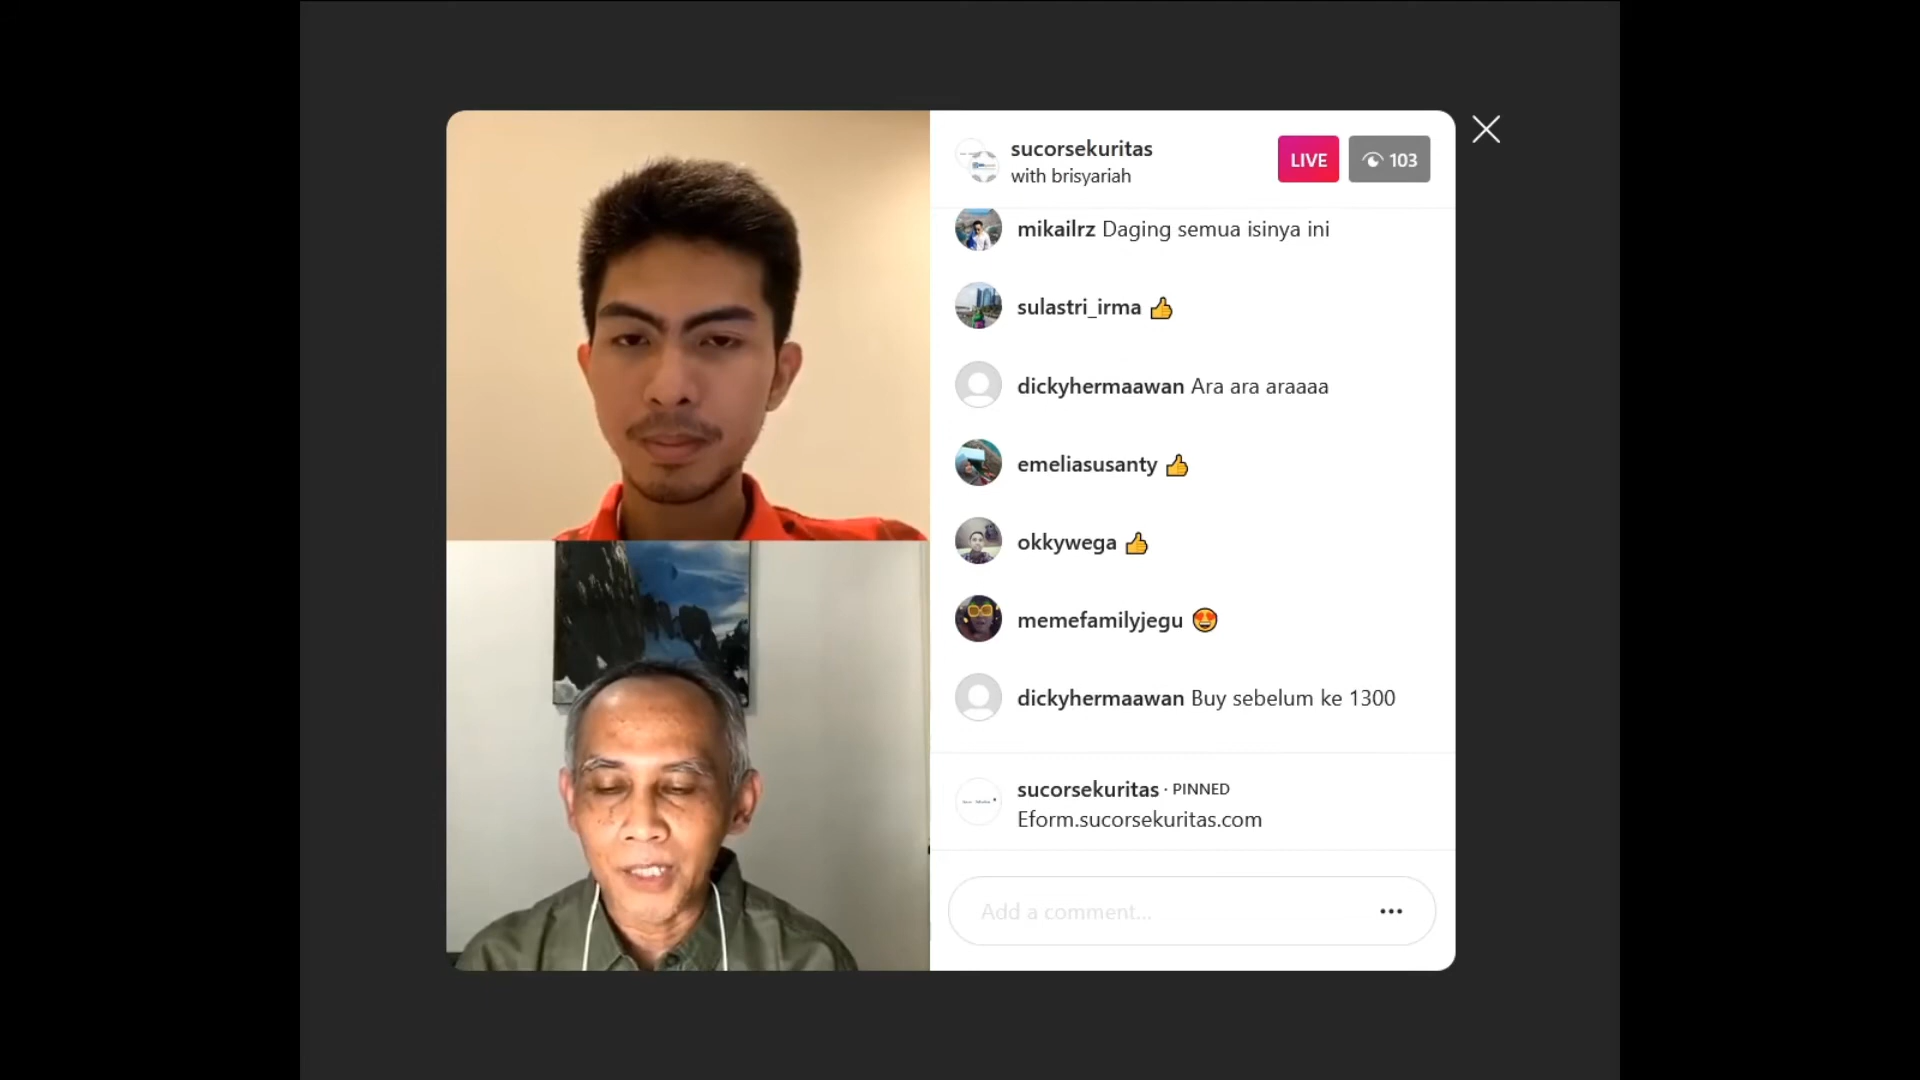 sucorsekuritas
with brisyariah
LIVE
103
mikailrz Daging semua isinya ini
sulastri_irma 👍
dickyhermaawan Ara ara araaaa
emeliasusanty 👍
okkywega 👍
memefamilyjegu 😍
dickyhermaawan Buy sebelum ke 1300
sucorsekuritas · PINNED
Eform.sucorsekuritas.com
Add a comment...